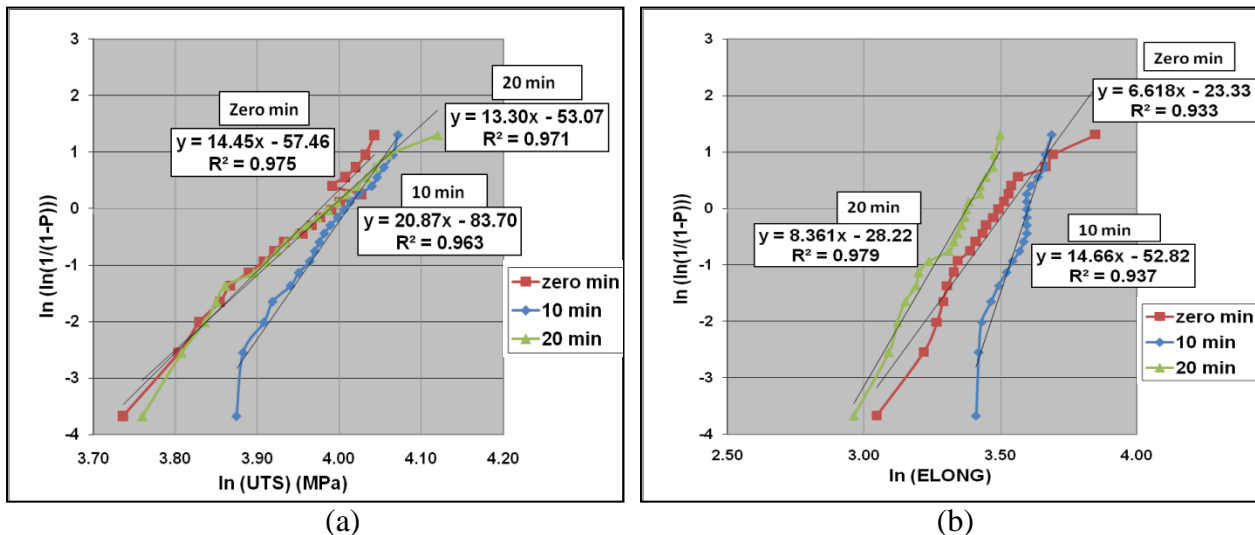 3
2
1
0
-1
-2
-3
-4
ln (ln(1/(1-P)))
3.70 3.80 3.90 4.00 4.10 4.20
ln (UTS) (MPa)
Zero min
y = 14.45x - 57.46
R² = 0.975
20 min
y = 13.30x - 53.07
R² = 0.971
10 min
y = 20.87x - 83.70
R² = 0.963
zero min
10 min
20 min
(a)
3
2
1
0
-1
-2
-3
-4
ln (ln(1/(1-P)))
2.50 3.00 3.50 4.00
ln (ELONG)
Zero min
y = 6.618x - 23.33
R² = 0.933
20 min
y = 8.361x - 28.22
R² = 0.979
10 min
y = 14.66x - 52.82
R² = 0.937
zero min
10 min
20 min
(b)